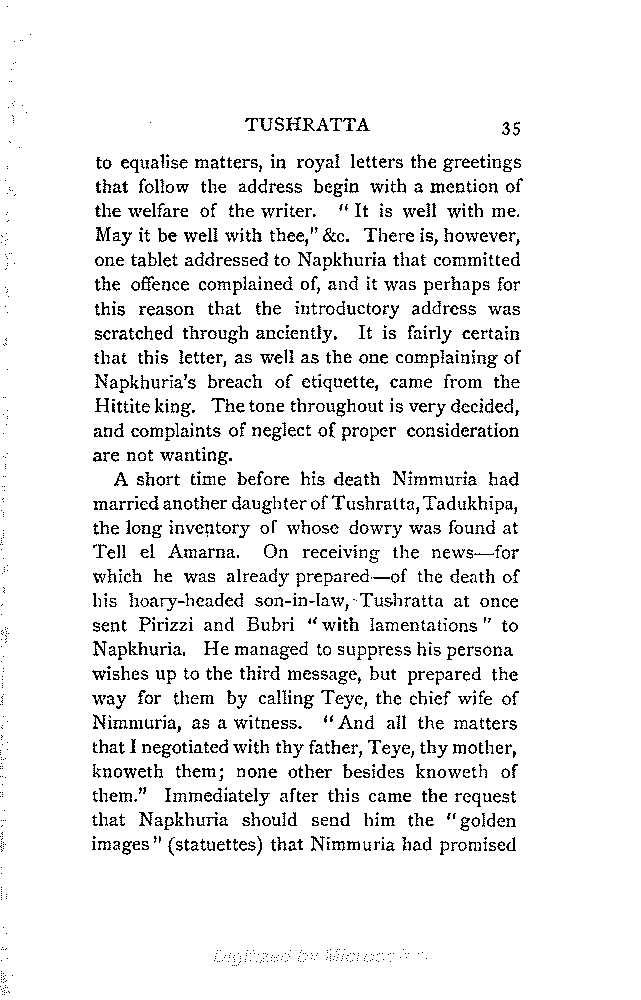 TUSHRATTA 35
to equalise matters, in royal letters the greetings
that follow the address begin with a mention of
the welfare of the writer. "It is well with me.
May it be well with thee," &c. There is, however,
one tablet addressed to Napkhuria that committed
the offence complained of, and it was perhaps for
this reason that the introductory address was
scratched through anciently. It is fairly certain
that this letter, as well as the one complaining of
Napkhuria's breach of etiquette, came from the
Hittite king. The tone throughout is very decided,
and complaints of neglect of proper consideration
are not wanting.
A short time before his death Nimmuria had
married another daughter of Tushratta, Tadukhipa,
the long inventory of whose dowry was found at
Tell el Amarna. On receiving the news—for
which he was already prepared—of the death of
his hoary-headed son-in-law, Tushratta at once
sent Pirizzi and Bubri "with lamentations" to
Napkhuria. He managed to suppress his persona
wishes up to the third message, but prepared the
way for them by calling Teye, the chief wife of
Nimmuria, as a witness. "And all the matters
that I negotiated with thy father, Teye, thy mother,
knoweth them; none other besides knoweth of
them." Immediately after this came the request
that Napkhuria should send him the "golden
images" (statuettes) that Nimmuria had promised
Digitized by